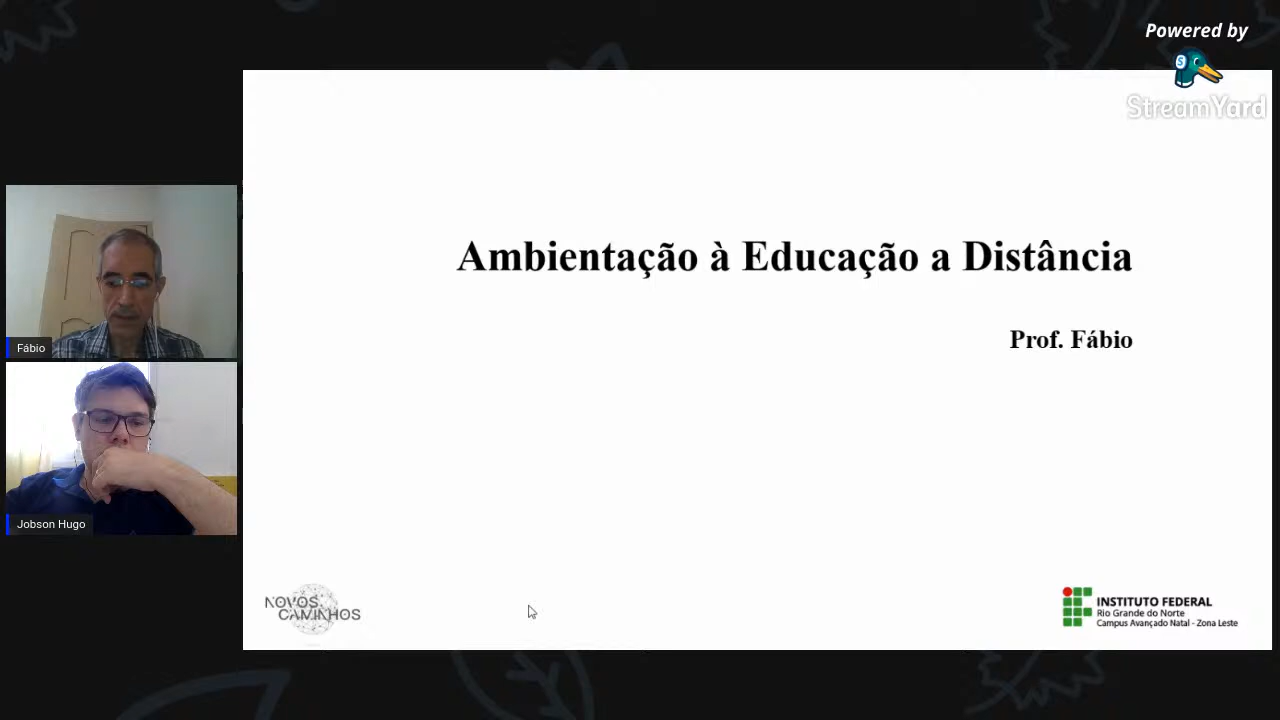 Powered by
StreamYard
Ambientação à Educação a Distância
Prof. Fábio
Fábio
Jobson Hugo
NOVOS
CAMINHOS
INSTITUTO FEDERAL
Rio Grande do Norte
Campus Avançado Natal - Zona Leste